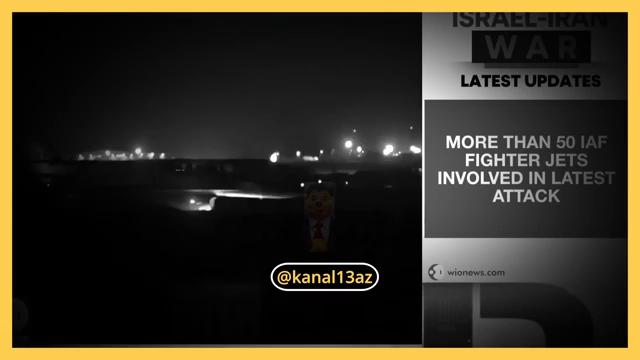 ISRAEL-IRAN
WAR
LATEST UPDATES
MORE THAN 50 IAF
FIGHTER JETS
INVOLVED IN LATEST
ATTACK
@kanal13az
wionews.com